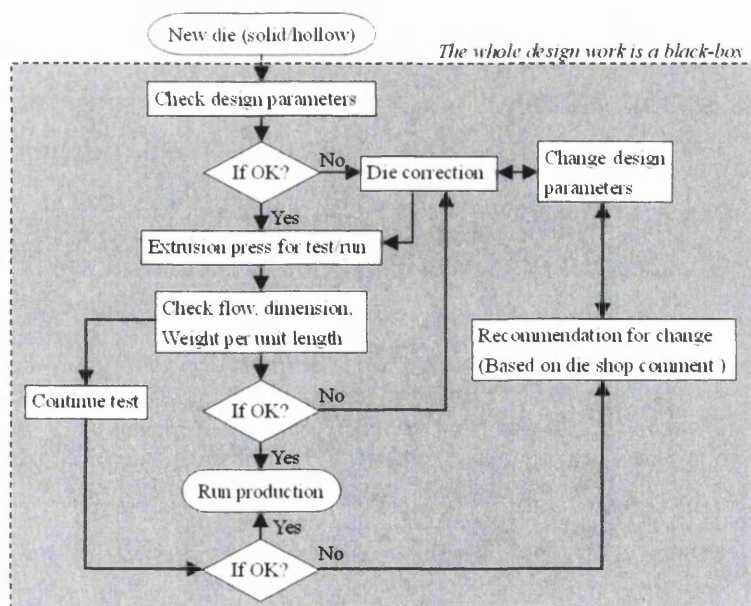 New die (solid/hollow)
The whole design work is a black-box
Check design parameters
If OK?
No
Die correction
Change design
parameters
Yes
Extrusion press for test/run
Check flow, dimension,
Weight per unit length
Recommendation for change
(Based on die shop comment )
Continue test
If OK?
No
Yes
Run production
Yes
If OK?
No